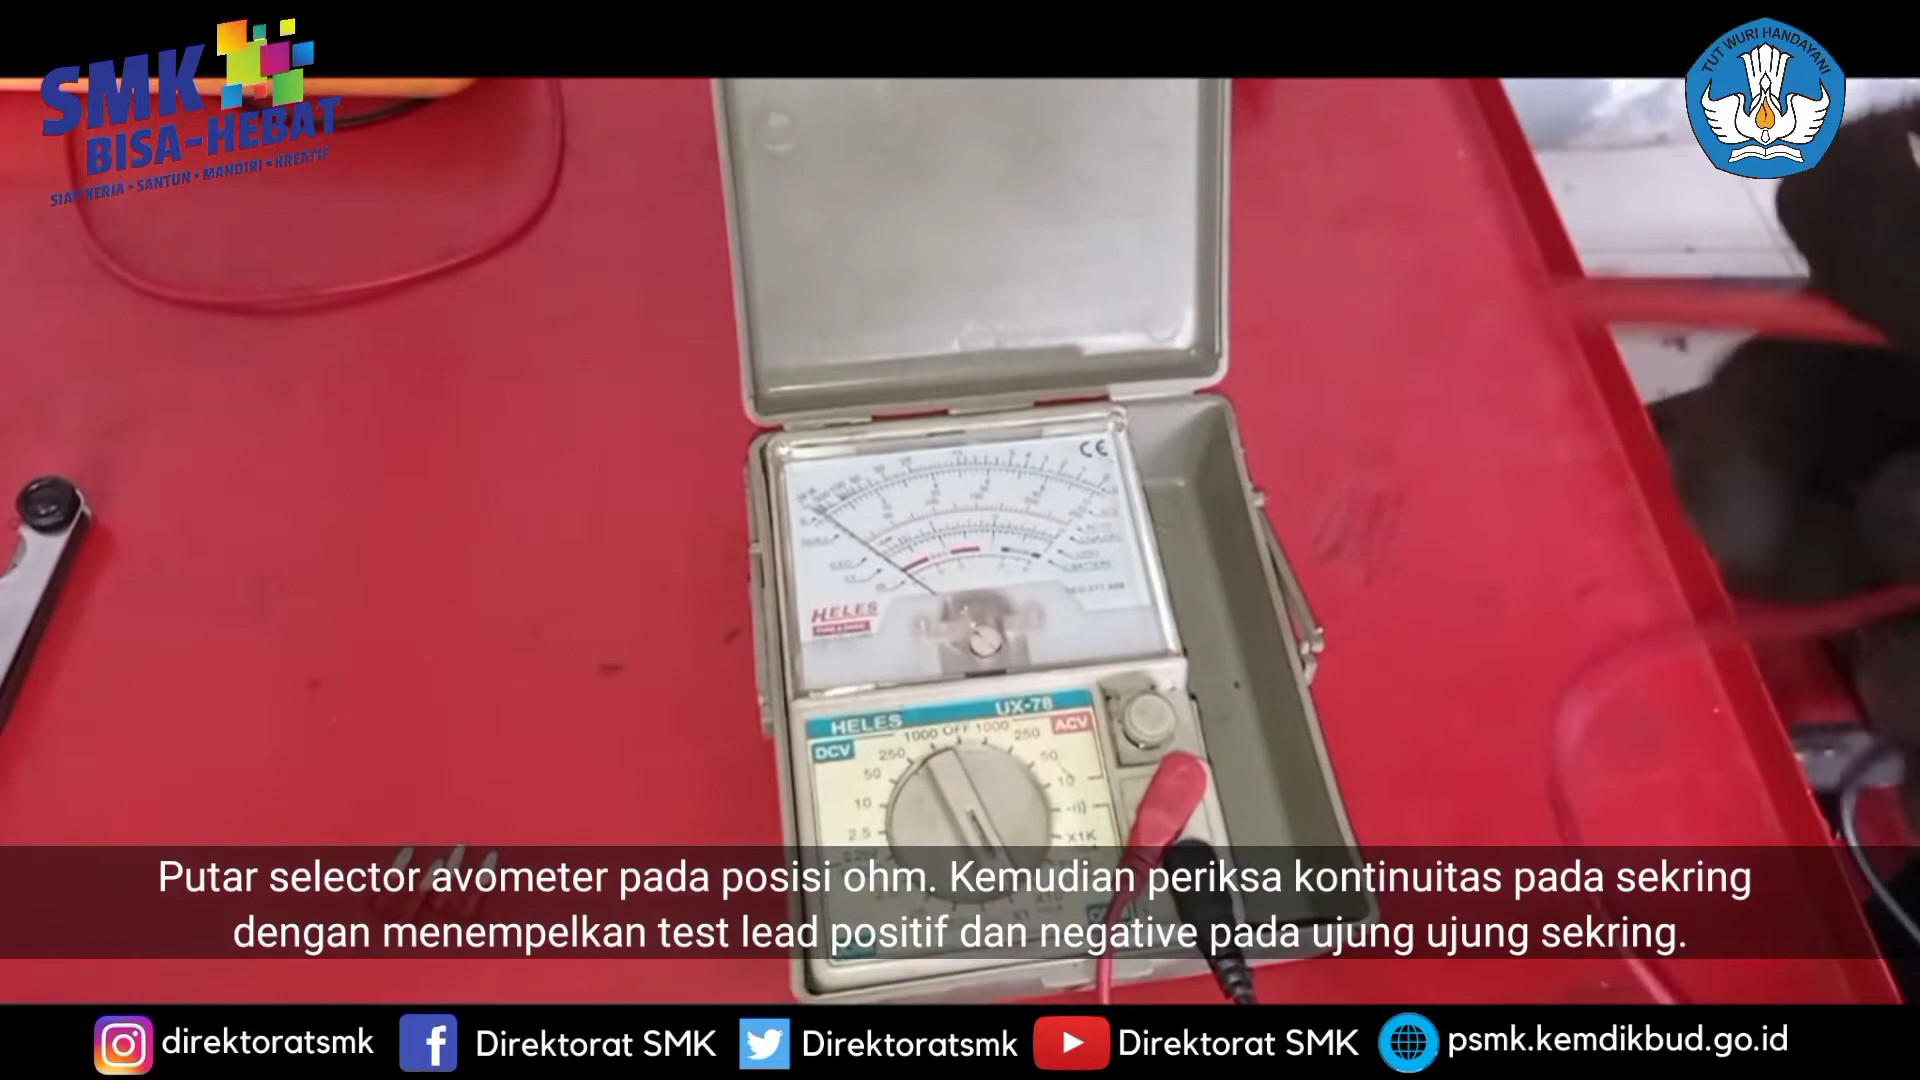 SMK
BISA-HEBAT
SIAP KERJA • SANTUN • MANDIRI • KREATIF
TUT WURI HANDAYANI
CE
HELES
HELES UX-78
DCV
ACV
1000 OFF 1000
250
250
50
50
10
10
2.5
X1K
Putar selector avometer pada posisi ohm. Kemudian periksa kontinuitas pada sekring
dengan menempelkan test lead positif dan negative pada ujung ujung sekring.
direktoratsmk
Direktorat SMK
Direktoratsmk
Direktorat SMK
psmk.kemdikbud.go.id